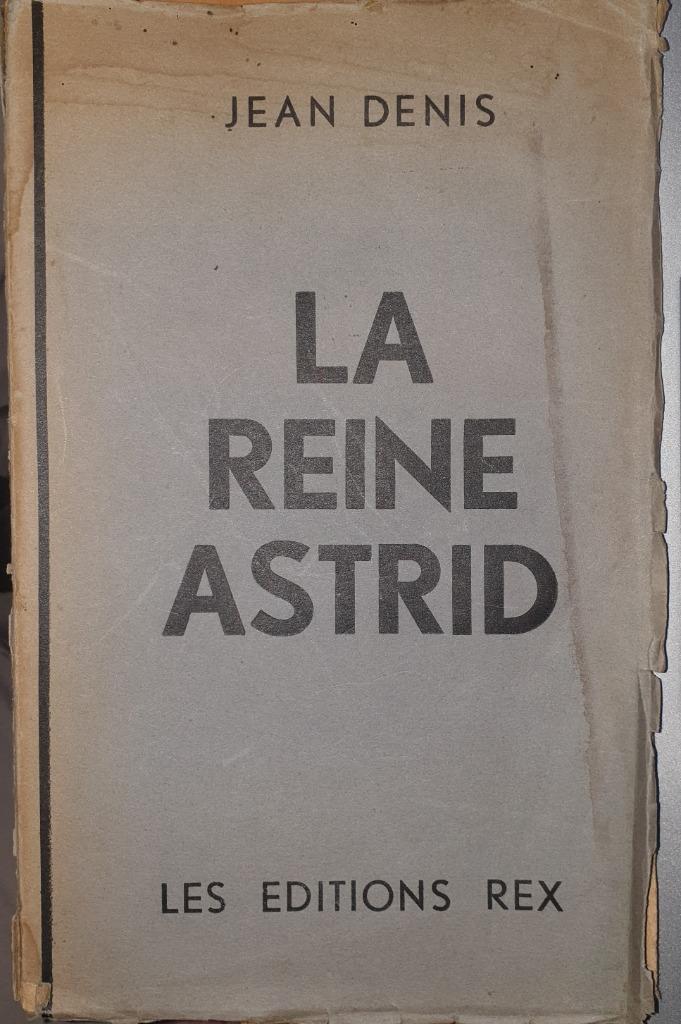 JEAN DENIS
LA
REINE
ASTRID
LES EDITIONS REX